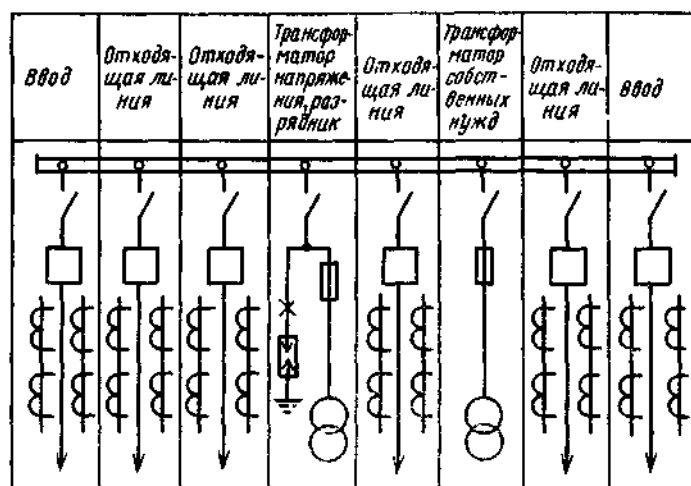 Ввод
Отходя-
щая ли-
ния
Отходя-
щая ли-
ния
Трансфор-
матор
напряже-
ния, раз-
рядник
Отходя-
щая ли-
ния
Трансфор-
матор
собст-
венных
нужд
Отходя-
щая ли-
ния
Ввод